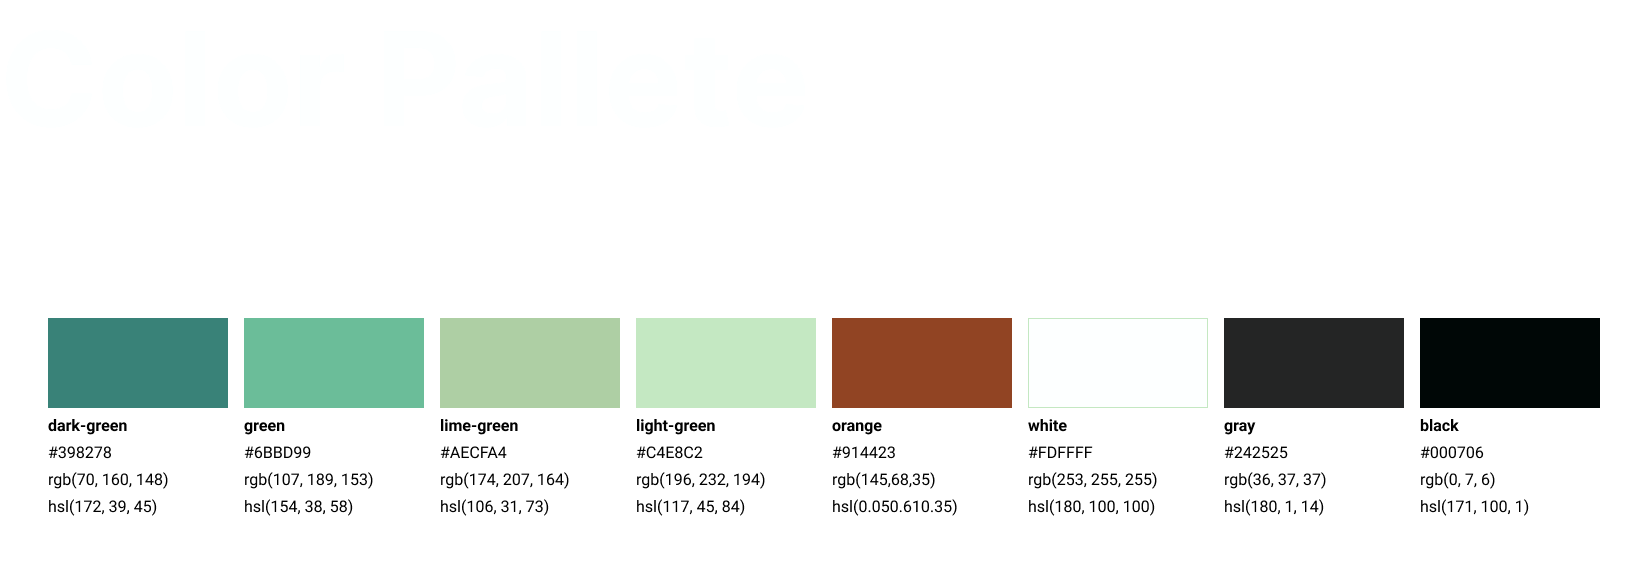 Color Pallete
dark-green
#398278
rgb(70, 160, 148)
hsl(172, 39, 45)
green
#6BBD99
rgb(107, 189, 153)
hsl(154, 38, 58)
lime-green
#AECFA4
rgb(174, 207, 164)
hsl(106, 31, 73)
light-green
#C4E8C2
rgb(196, 232, 194)
hsl(117, 45, 84)
orange
#914423
rgb(145,68,35)
hsl(0.050.610.35)
white
#FDFFFF
rgb(253, 255, 255)
hsl(180, 100, 100)
gray
#242525
rgb(36, 37, 37)
hsl(180, 1, 14)
black
#000706
rgb(0, 7, 6)
hsl(171, 100, 1)